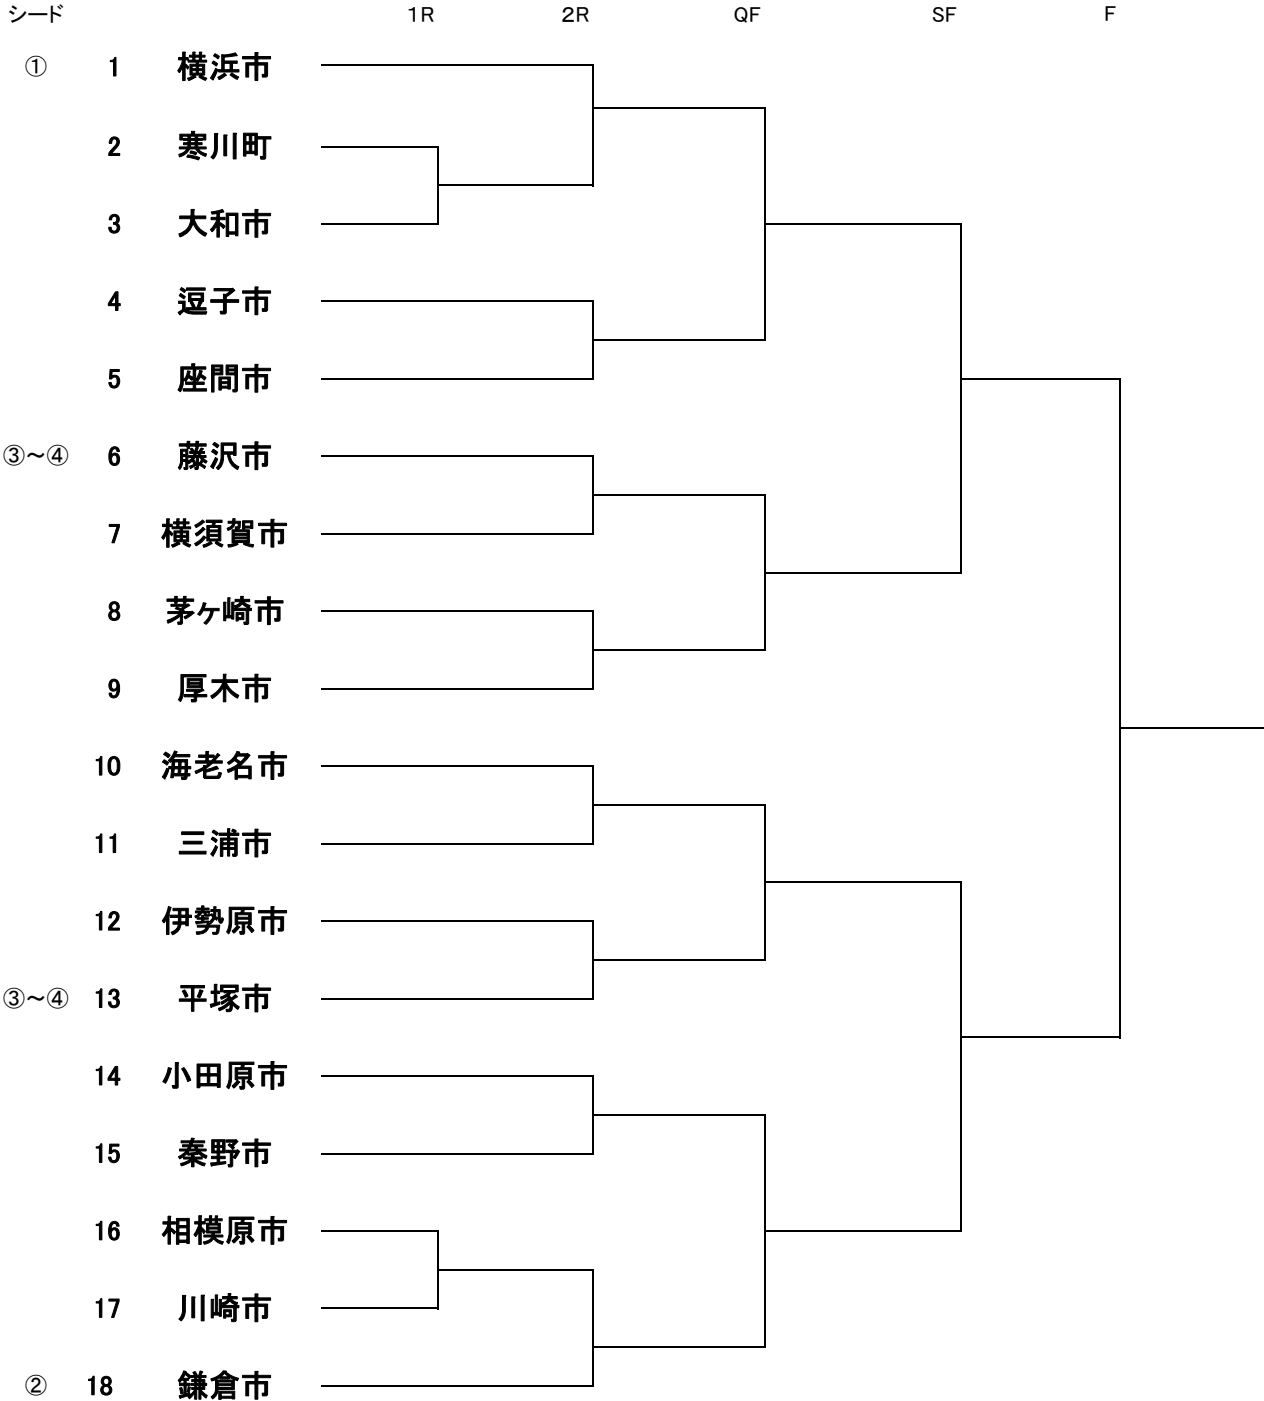 シード 1R 2R QF SF F
① 1 横浜市
2 寒川町
3 大和市
4 逗子市
5 座間市
③～④ 6 藤沢市
7 横須賀市
8 茅ヶ崎市
9 厚木市
10 海老名市
11 三浦市
12 伊勢原市
③～④ 13 平塚市
14 小田原市
15 秦野市
16 相模原市
17 川崎市
② 18 鎌倉市